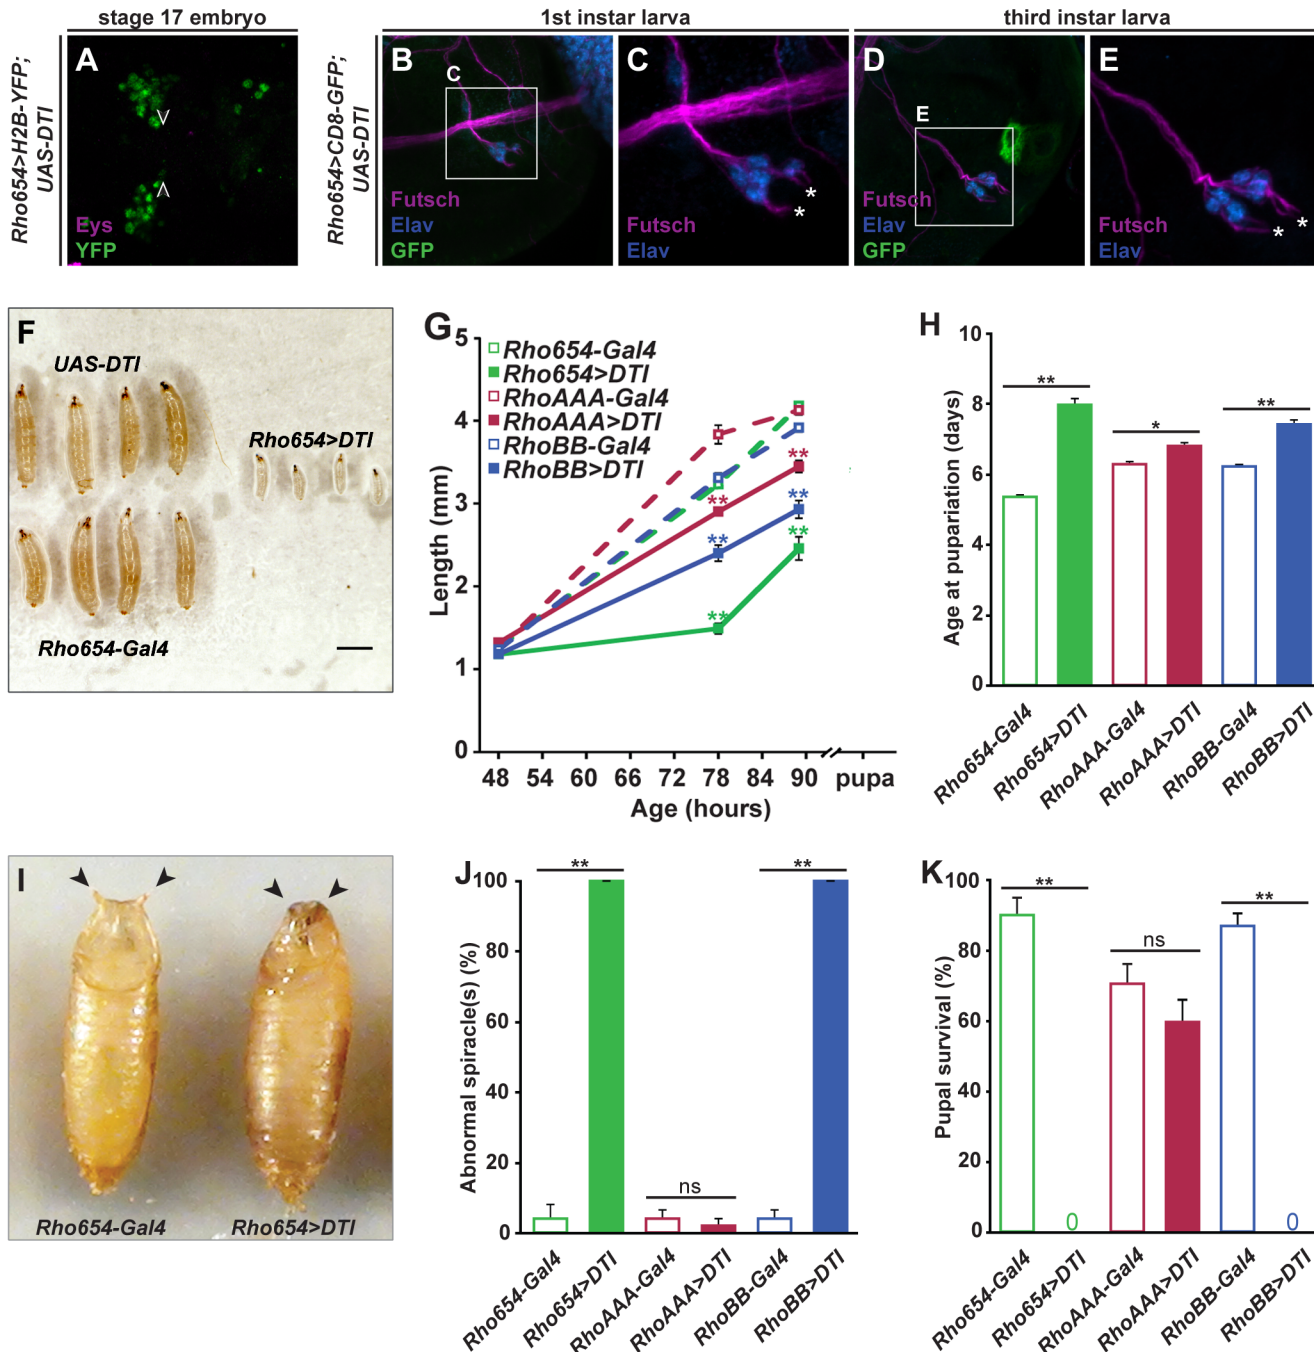 stage 17 embryo
1st instar larva
third instar larva
Rho654>H2B-YFP;
UAS-DTI
A
Eys
YFP
Rho654>CD8-GFP;
UAS-DTI
B
C
Futsch
Elav
GFP
C
*
*
Futsch
Elav
D
E
Futsch
Elav
GFP
E
*
*
Futsch
Elav
F
UAS-DTI
Rho654>DTI
Rho654-Gal4
G
Rho654-Gal4
Rho654>DTI
RhoAAA-Gal4
RhoAAA>DTI
RhoBB-Gal4
RhoBB>DTI
Length (mm)
5
4
3
2
1
0
**
**
**
**
**
**
48 54 60 66 72 78 84 90 pupa
Age (hours)
H
Age at pupariation (days)
10
8
6
4
2
0
**
*
**
Rho654-Gal4
Rho654>DTI
RhoAAA-Gal4
RhoAAA>DTI
RhoBB-Gal4
RhoBB>DTI
I
Rho654-Gal4
Rho654>DTI
J
Abnormal spiracle(s) (%)
100
80
60
40
20
0
**
ns
**
Rho654-Gal4
Rho654>DTI
RhoAAA-Gal4
RhoAAA>DTI
RhoBB-Gal4
RhoBB>DTI
K
Pupal survival (%)
100
80
60
40
20
0
**
ns
**
0
0
Rho654-Gal4
Rho654>DTI
RhoAAA-Gal4
RhoAAA>DTI
RhoBB-Gal4
RhoBB>DTI